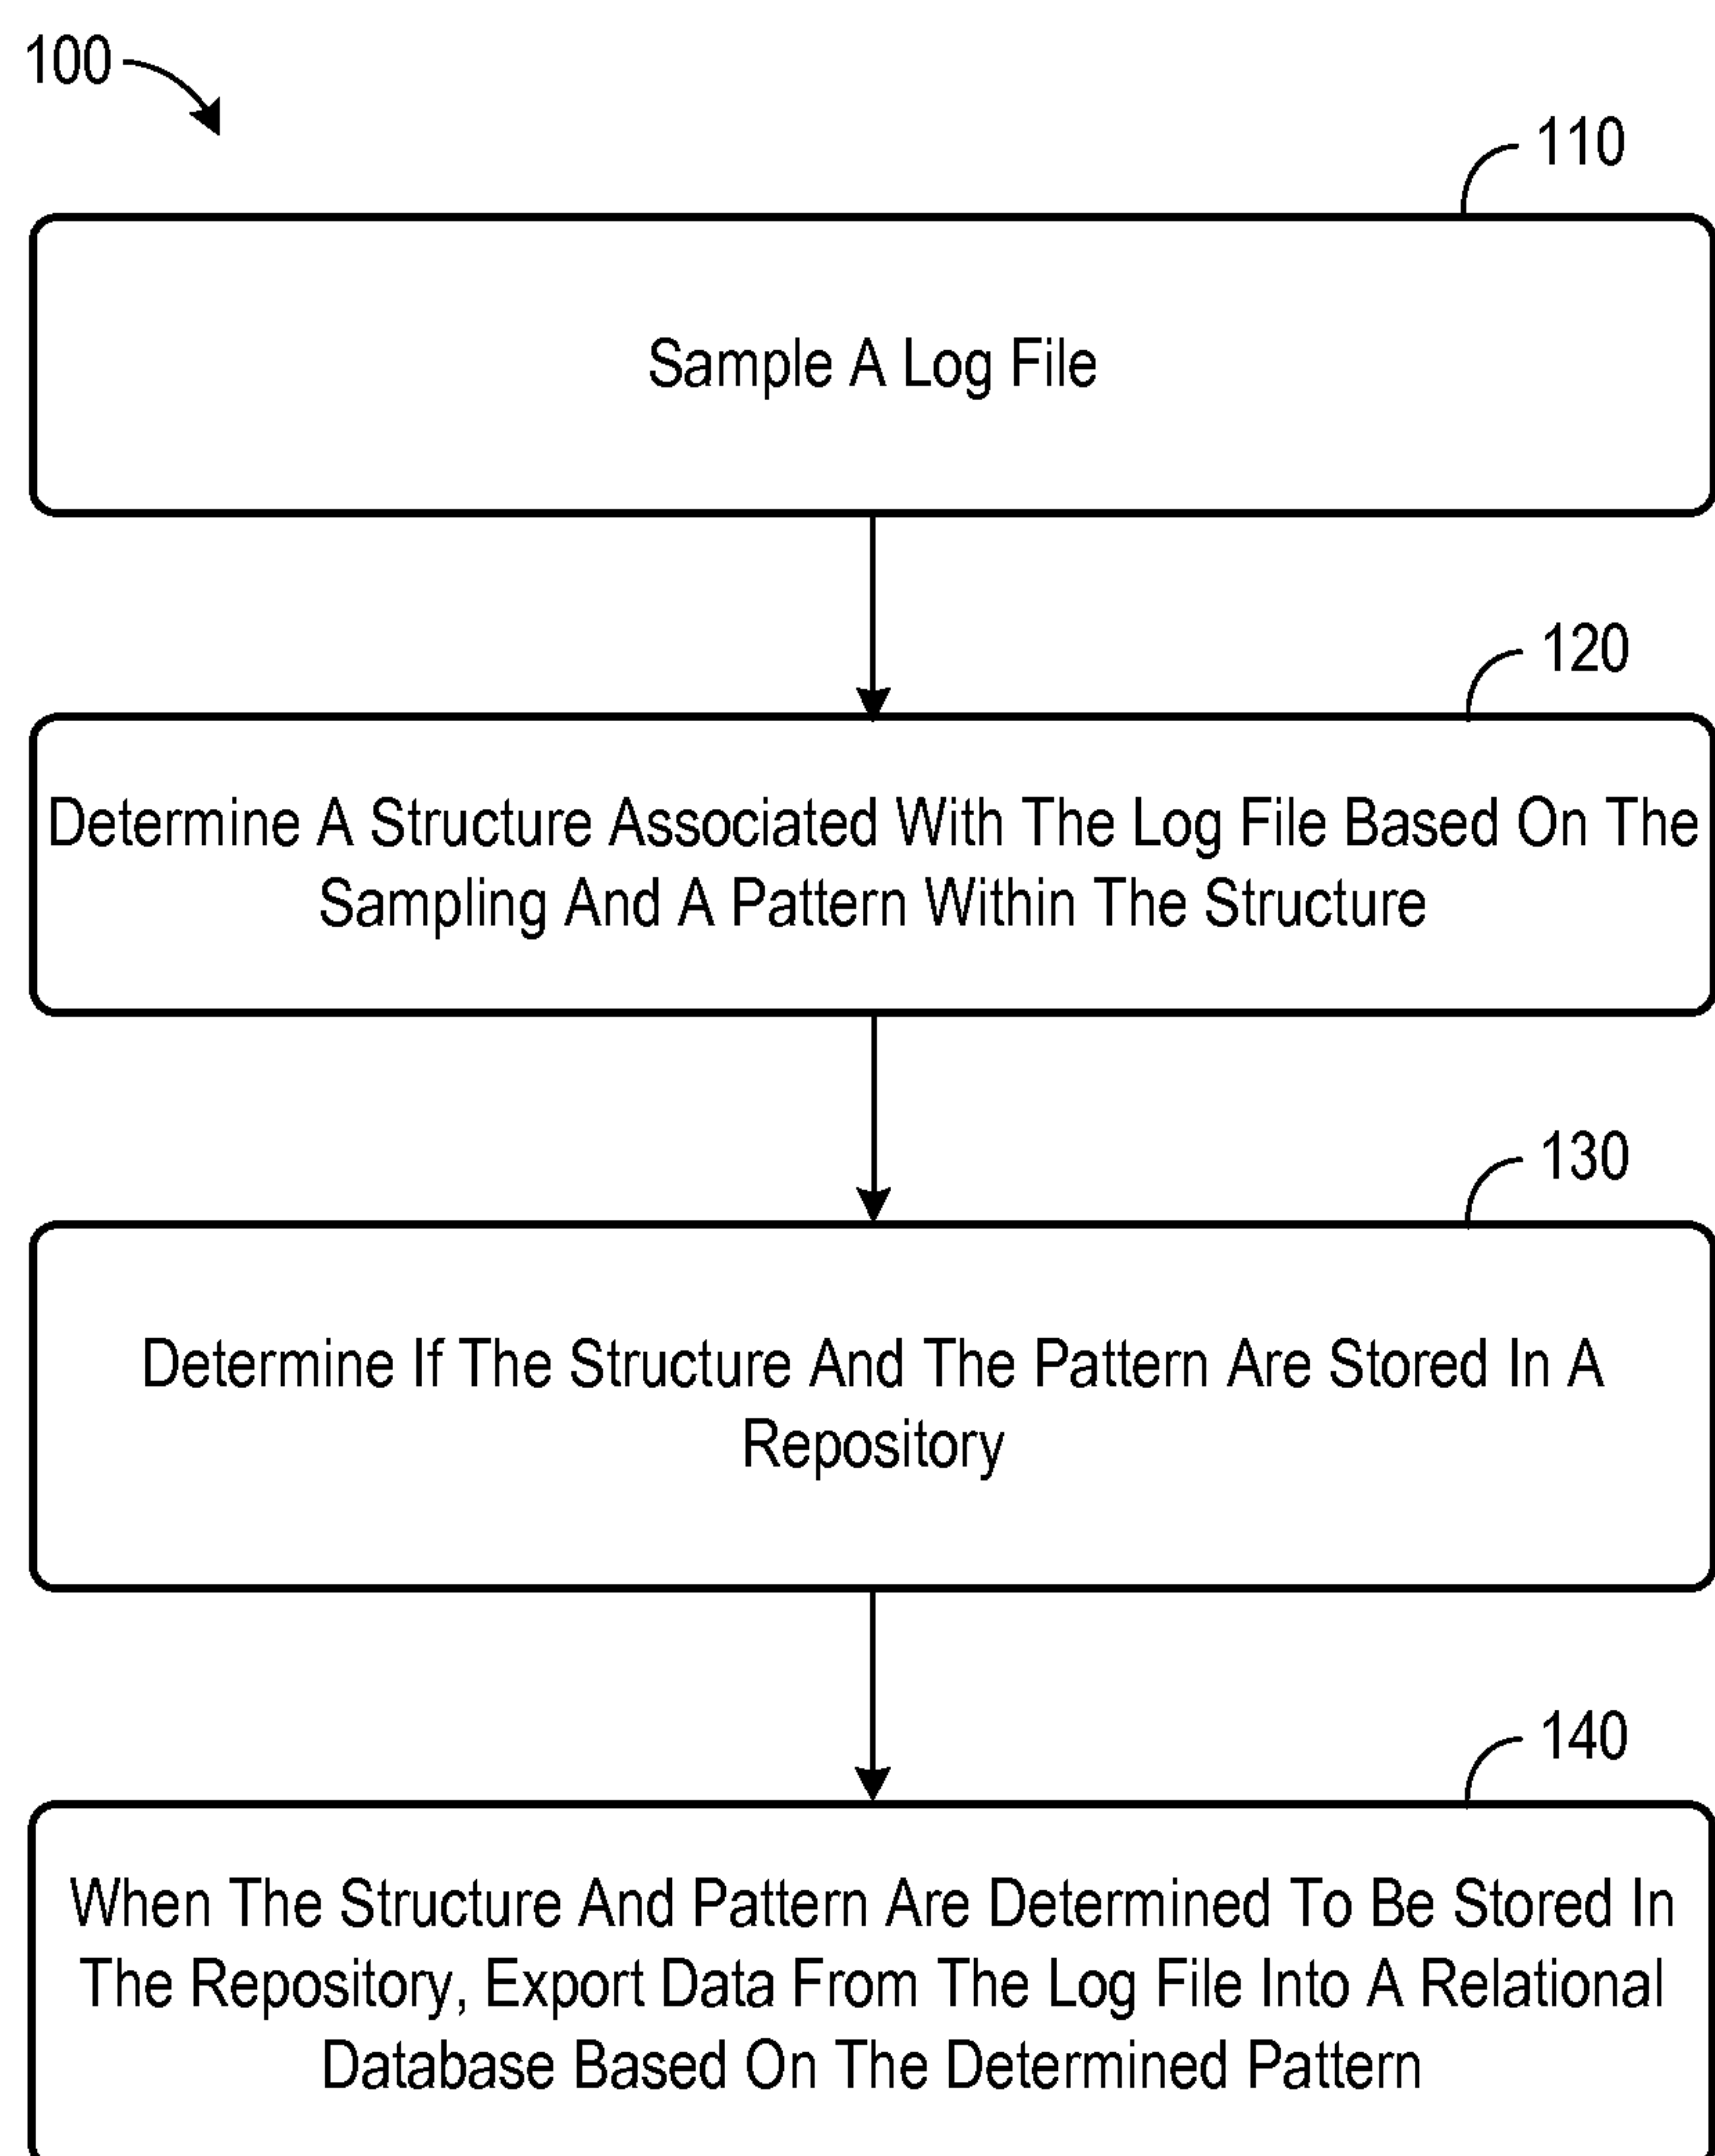 100
110
Sample A Log File
120
Determine A Structure Associated With The Log File Based On The
Sampling And A Pattern Within The Structure
130
Determine If The Structure And The Pattern Are Stored In A
Repository
140
When The Structure And Pattern Are Determined To Be Stored In
The Repository, Export Data From The Log File Into A Relational
Database Based On The Determined Pattern